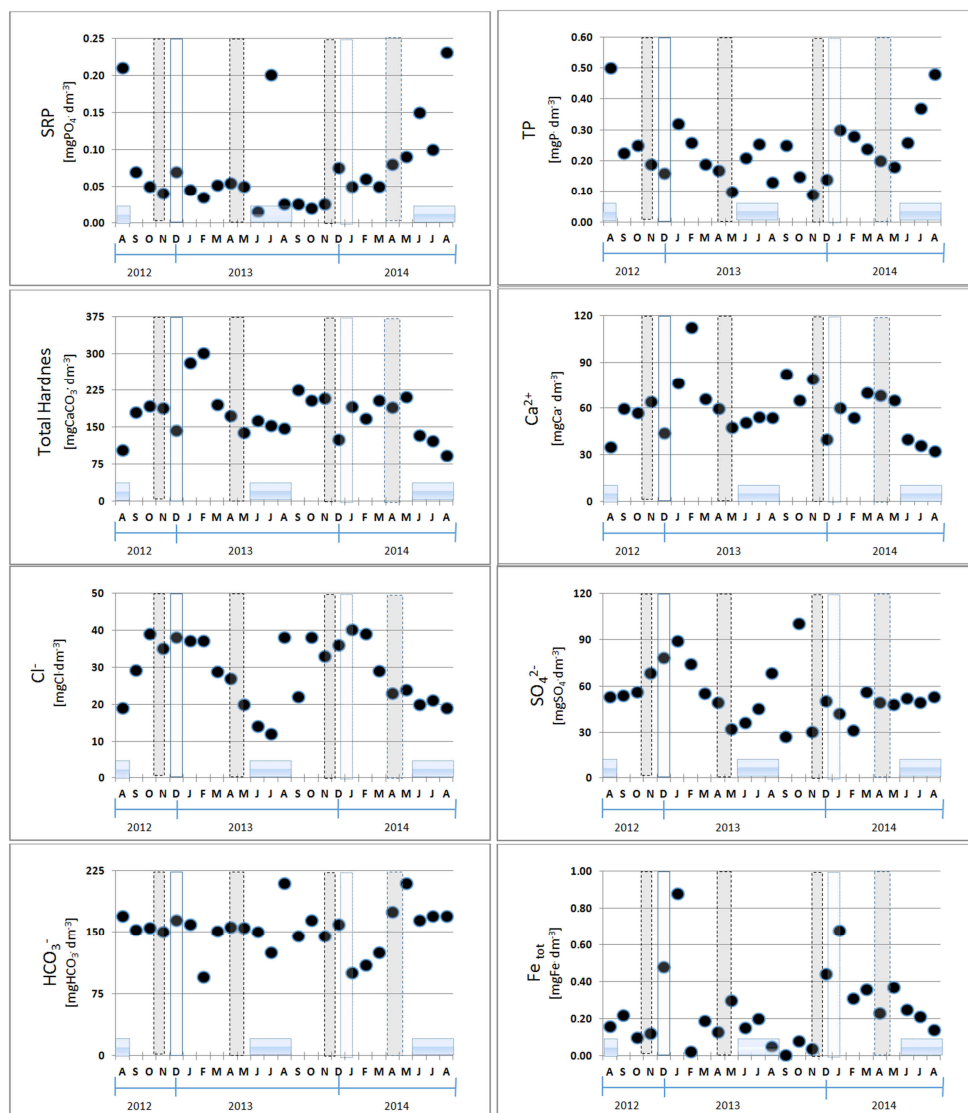 SRP
[mgPO₄· dm⁻³]
0.25
0.20
0.15
0.10
0.05
0.00
A S O N D J F M A M J J A S O N D J F M A M J J A
2012 2013 2014
TP
[mgP· dm⁻³]
0.60
0.50
0.40
0.30
0.20
0.10
0.00
A S O N D J F M A M J J A S O N D J F M A M J J A
2012 2013 2014
Total Hardnes
[mgCaCO₃· dm⁻³]
375
300
225
150
75
0
A S O N D J F M A M J J A S O N D J F M A M J J A
2012 2013 2014
Ca²⁺
[mgCa· dm⁻³]
120
90
60
30
0
A S O N D J F M A M J J A S O N D J F M A M J J A
2012 2013 2014
Cl⁻
[mgCl·dm⁻³]
50
40
30
20
10
0
A S O N D J F M A M J J A S O N D J F M A M J J A
2012 2013 2014
SO₄²⁻
[mgSO₄·dm⁻³]
120
90
60
30
0
A S O N D J F M A M J J A S O N D J F M A M J J A
2012 2013 2014
HCO₃⁻
[mgHCO₃· dm⁻³]
225
150
75
0
A S O N D J F M A M J J A S O N D J F M A M J J A
2012 2013 2014
Fe tot
[mgFe· dm⁻³]
1.00
0.80
0.60
0.40
0.20
0.00
A S O N D J F M A M J J A S O N D J F M A M J J A
2012 2013 2014